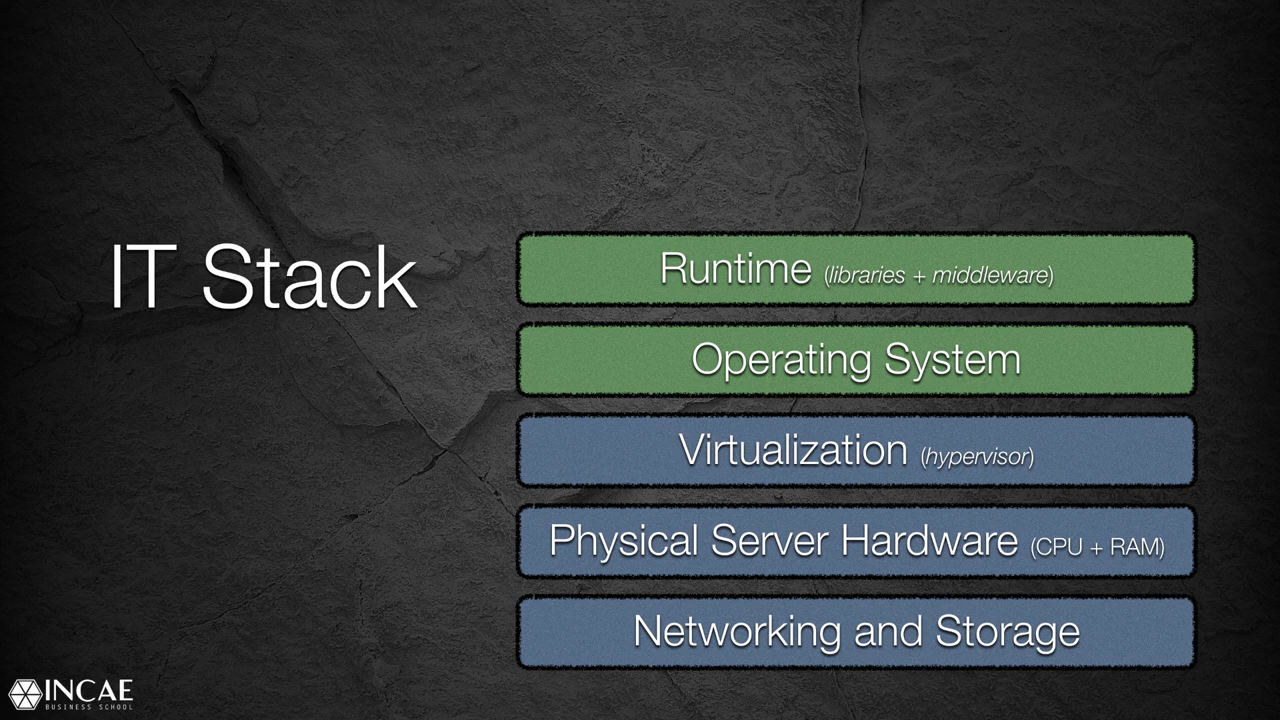 IT Stack
Runtime (libraries + middleware)
Operating System
Virtualization (hypervisor)
Physical Server Hardware (CPU + RAM)
Networking and Storage
INCAE
BUSINESS SCHOOL